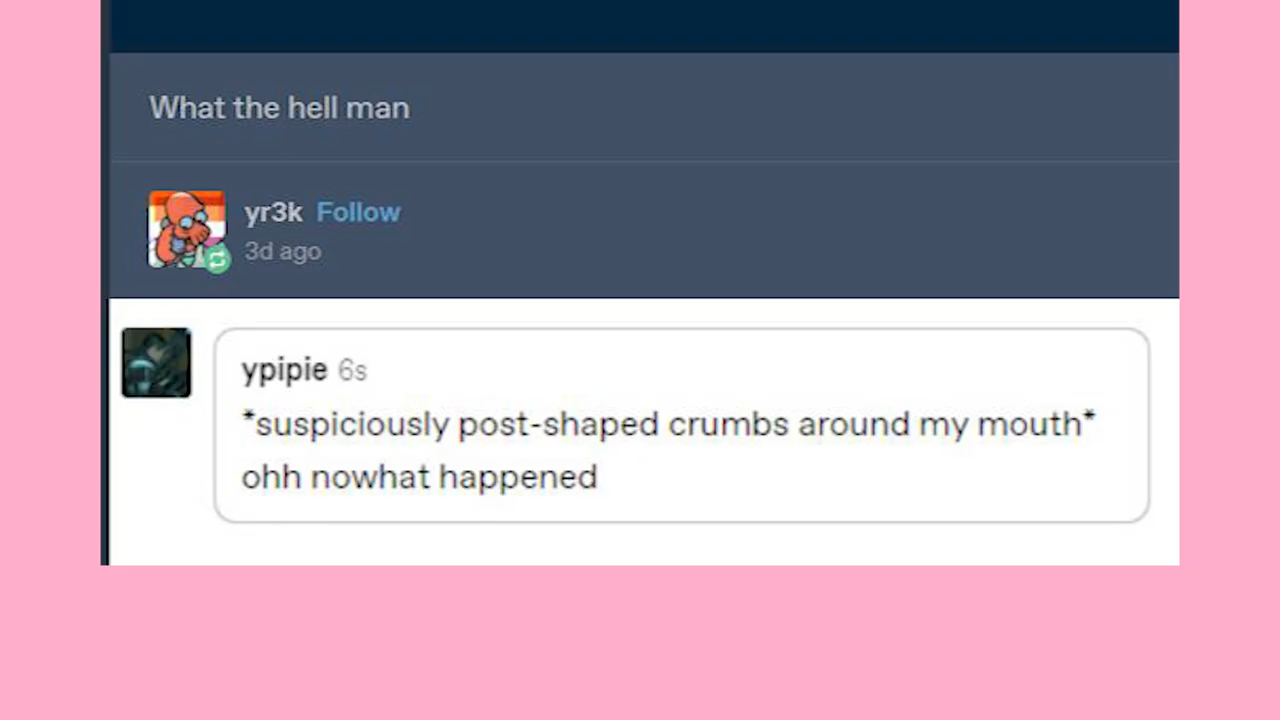 What the hell man
yr3k Follow
3d ago
ypipie 6s
*suspiciously post-shaped crumbs around my mouth*
ohh nowhat happened